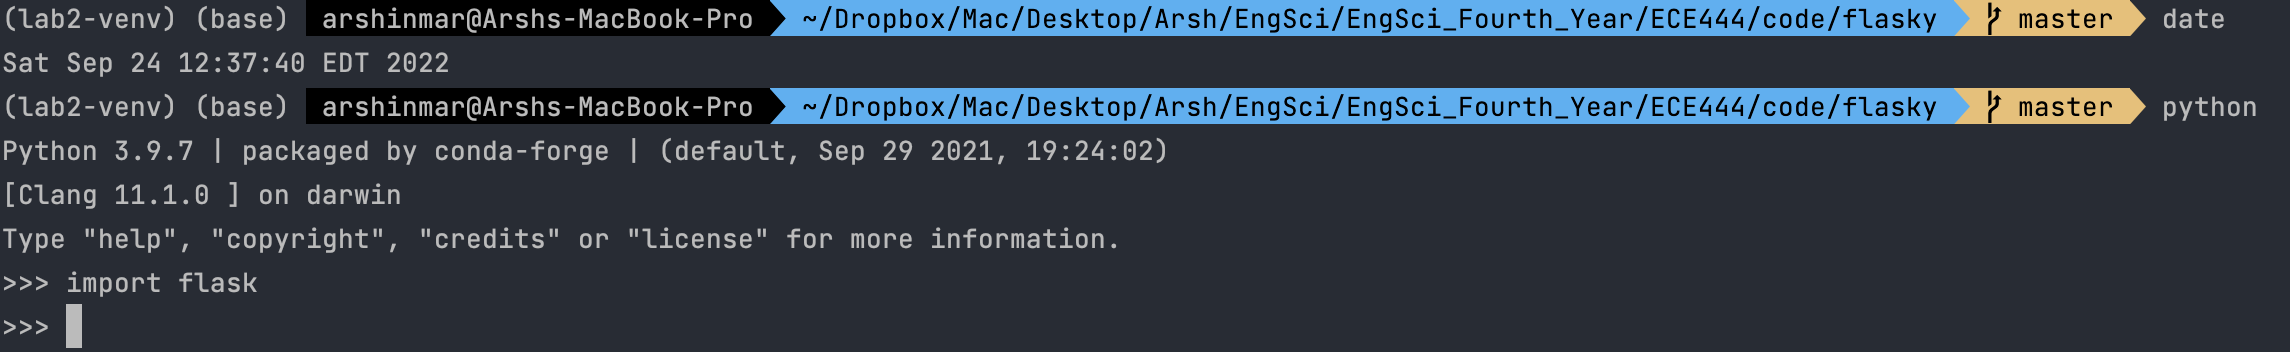 (lab2-venv) (base) arshinmar@Arshs-MacBook-Pro ~/Dropbox/Mac/Desktop/Arsh/EngSci/EngSci_Fourth_Year/ECE444/code/flasky master date
Sat Sep 24 12:37:40 EDT 2022
(lab2-venv) (base) arshinmar@Arshs-MacBook-Pro ~/Dropbox/Mac/Desktop/Arsh/EngSci/EngSci_Fourth_Year/ECE444/code/flasky master python
Python 3.9.7 | packaged by conda-forge | (default, Sep 29 2021, 19:24:02)
[Clang 11.1.0 ] on darwin
Type "help", "copyright", "credits" or "license" for more information.
>>> import flask
>>>